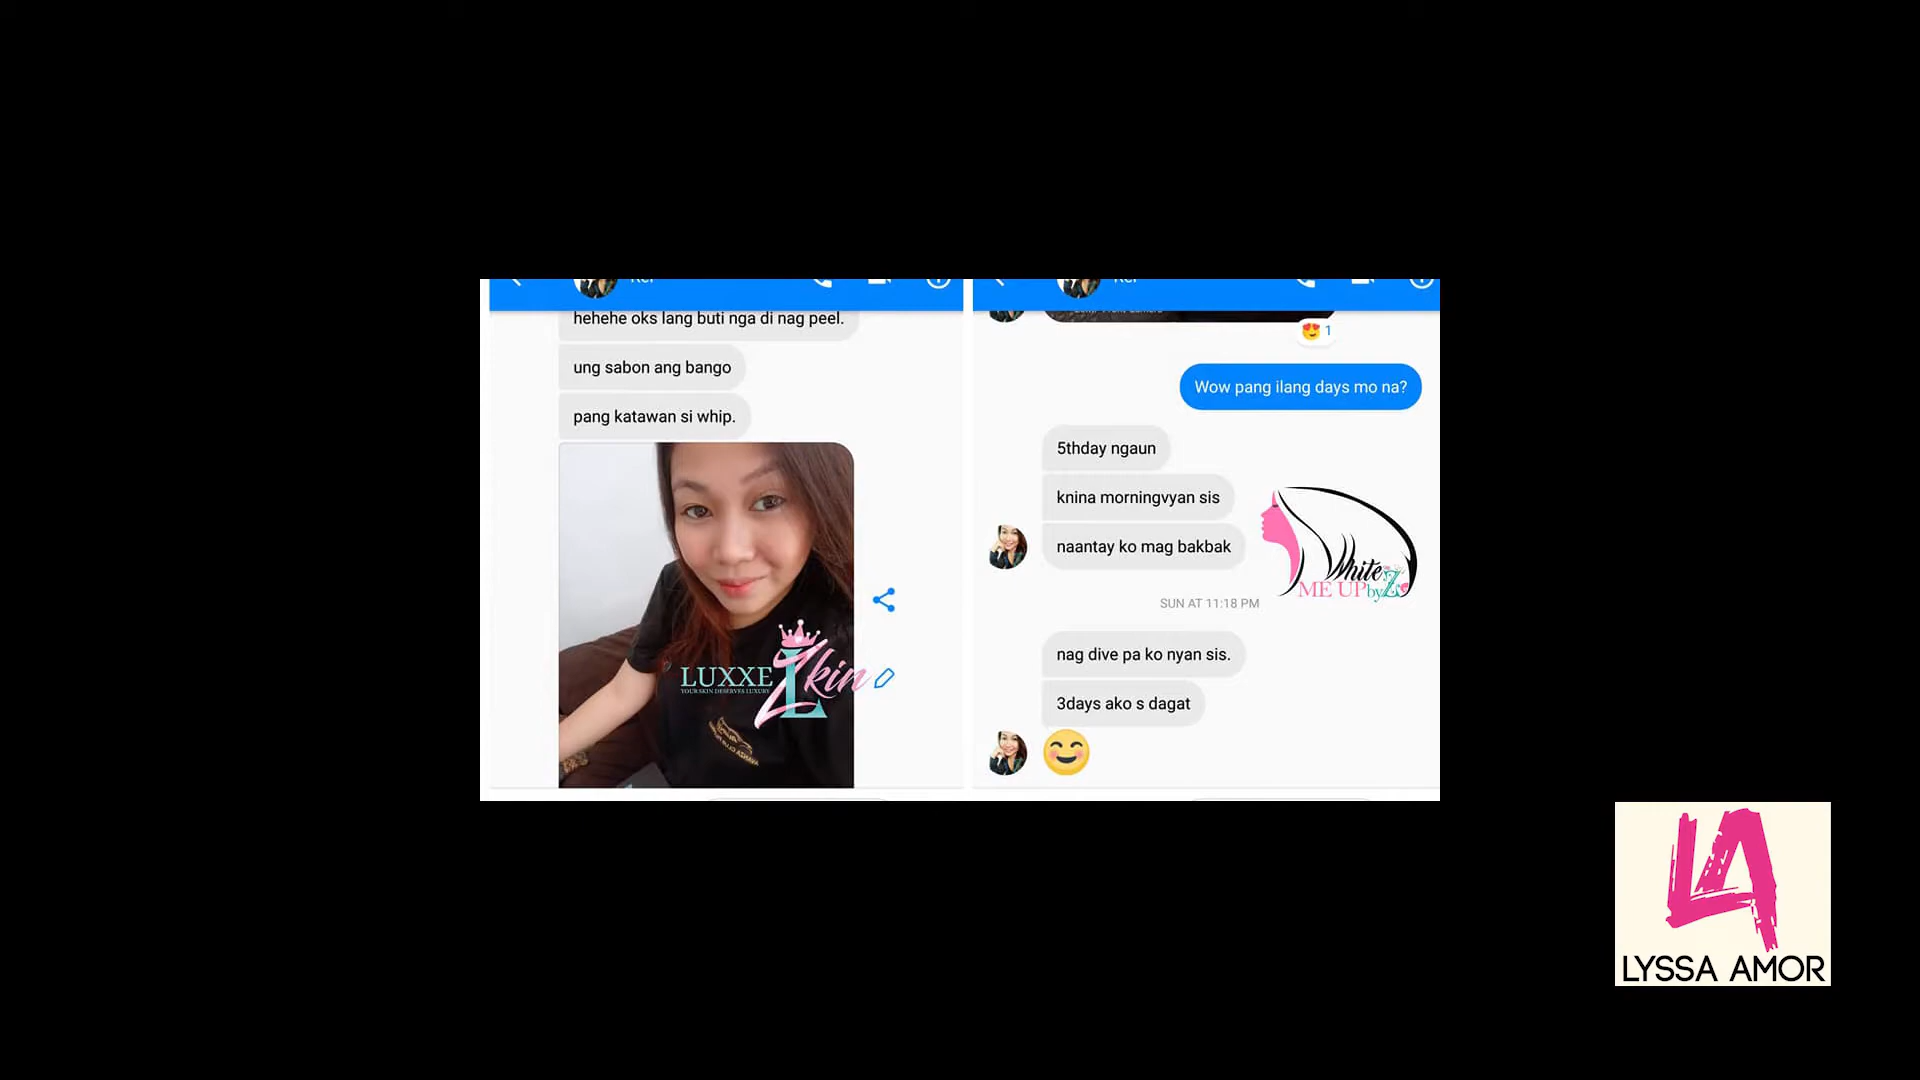 hehehe oks lang buti nga di nag peel.
ung sabon ang bango
pang katawan si whip.
LUXXE Zkin
YOUR SKIN DESERVES LUXURY
1
Wow pang ilang days mo na?
5thday ngaun
knina morningvyan sis
naantay ko mag bakbak
White
ME UP by Z
SUN AT 11:18 PM
nag dive pa ko nyan sis.
3days ako s dagat
LA
LYSSA AMOR